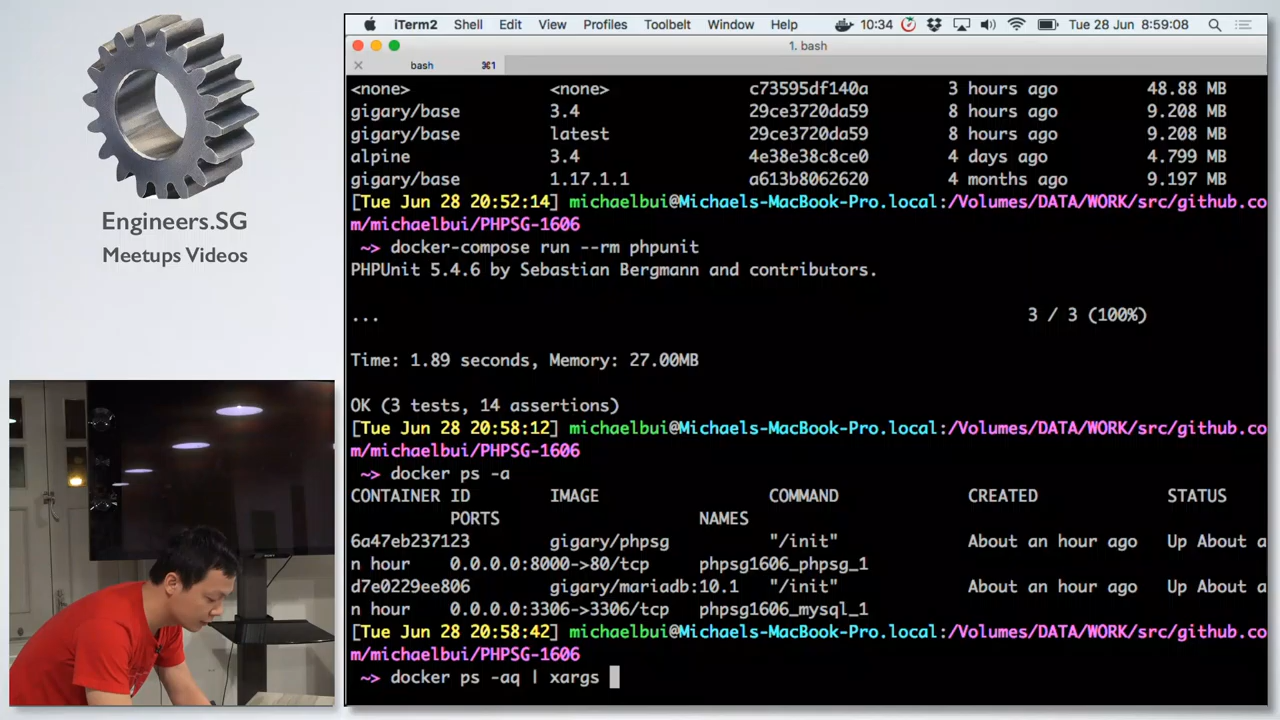 iTerm2 Shell Edit View Profiles Toolbelt Window Help 10:34 Tue 28 Jun 8:59:08
1. bash
bash ⌘1
<none> <none> c73595df140a 3 hours ago 48.88 MB
gigary/base 3.4 29ce3720da59 8 hours ago 9.208 MB
gigary/base latest 29ce3720da59 8 hours ago 9.208 MB
alpine 3.4 4e38e38c8ce0 4 days ago 4.799 MB
gigary/base 1.17.1.1 a613b8062620 4 months ago 9.197 MB
[Tue Jun 28 20:52:14] michaelbui@Michaels-MacBook-Pro.local:/Volumes/DATA/WORK/src/github.co
m/michaelbui/PHPSG-1606
~> docker-compose run --rm phpunit
PHPUnit 5.4.6 by Sebastian Bergmann and contributors.
... 3 / 3 (100%)
Time: 1.89 seconds, Memory: 27.00MB
OK (3 tests, 14 assertions)
[Tue Jun 28 20:58:12] michaelbui@Michaels-MacBook-Pro.local:/Volumes/DATA/WORK/src/github.co
m/michaelbui/PHPSG-1606
~> docker ps -a
CONTAINER ID IMAGE COMMAND CREATED STATUS
PORTS NAMES
6a47eb237123 gigary/phpsg "/init" About an hour ago Up About a
n hour 0.0.0.0:8000->80/tcp phpsg1606_phpsg_1
d7e0229ee806 gigary/mariadb:10.1 "/init" About an hour ago Up About a
n hour 0.0.0.0:3306->3306/tcp phpsg1606_mysql_1
[Tue Jun 28 20:58:42] michaelbui@Michaels-MacBook-Pro.local:/Volumes/DATA/WORK/src/github.co
m/michaelbui/PHPSG-1606
~> docker ps -aq | xargs
Engineers.SG
Meetups Videos